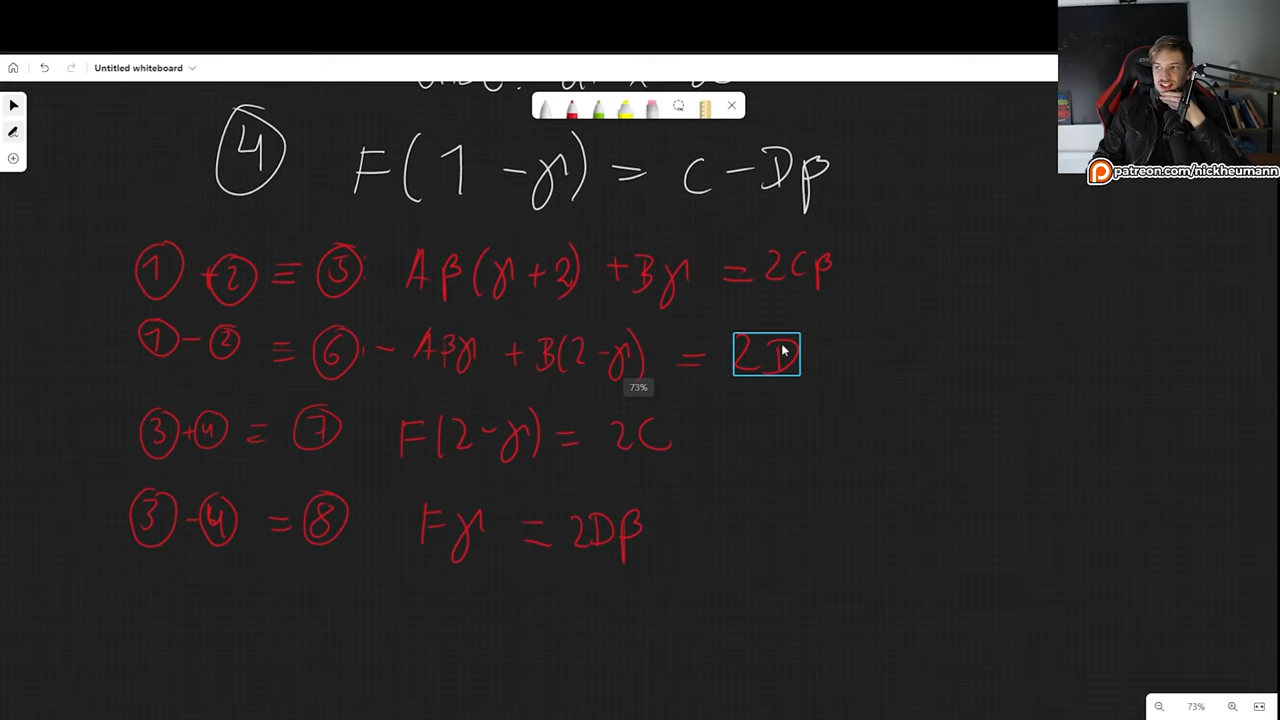 Untitled whiteboard
④ F(1 - γ) = C - Dβ
① + ② ≡ ⑤: Aβ(γ + 2) + Bγ = 2Cβ
① - ② ≡ ⑥: - Aβγ + B(2 - γ) = 2D
73%
③ + ④ = ⑦ F(2 - γ) = 2C
③ - ④ = ⑧ Fγ = 2Dβ
patreon.com/nickheumann
73%